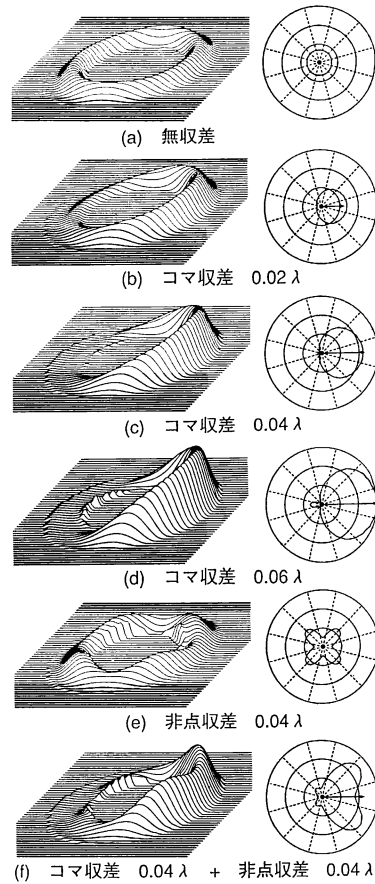 (a) 無収差
(b) コマ収差 0.02 λ
(c) コマ収差 0.04 λ
(d) コマ収差 0.06 λ
(e) 非点収差 0.04 λ
(f) コマ収差 0.04 λ + 非点収差 0.04 λ